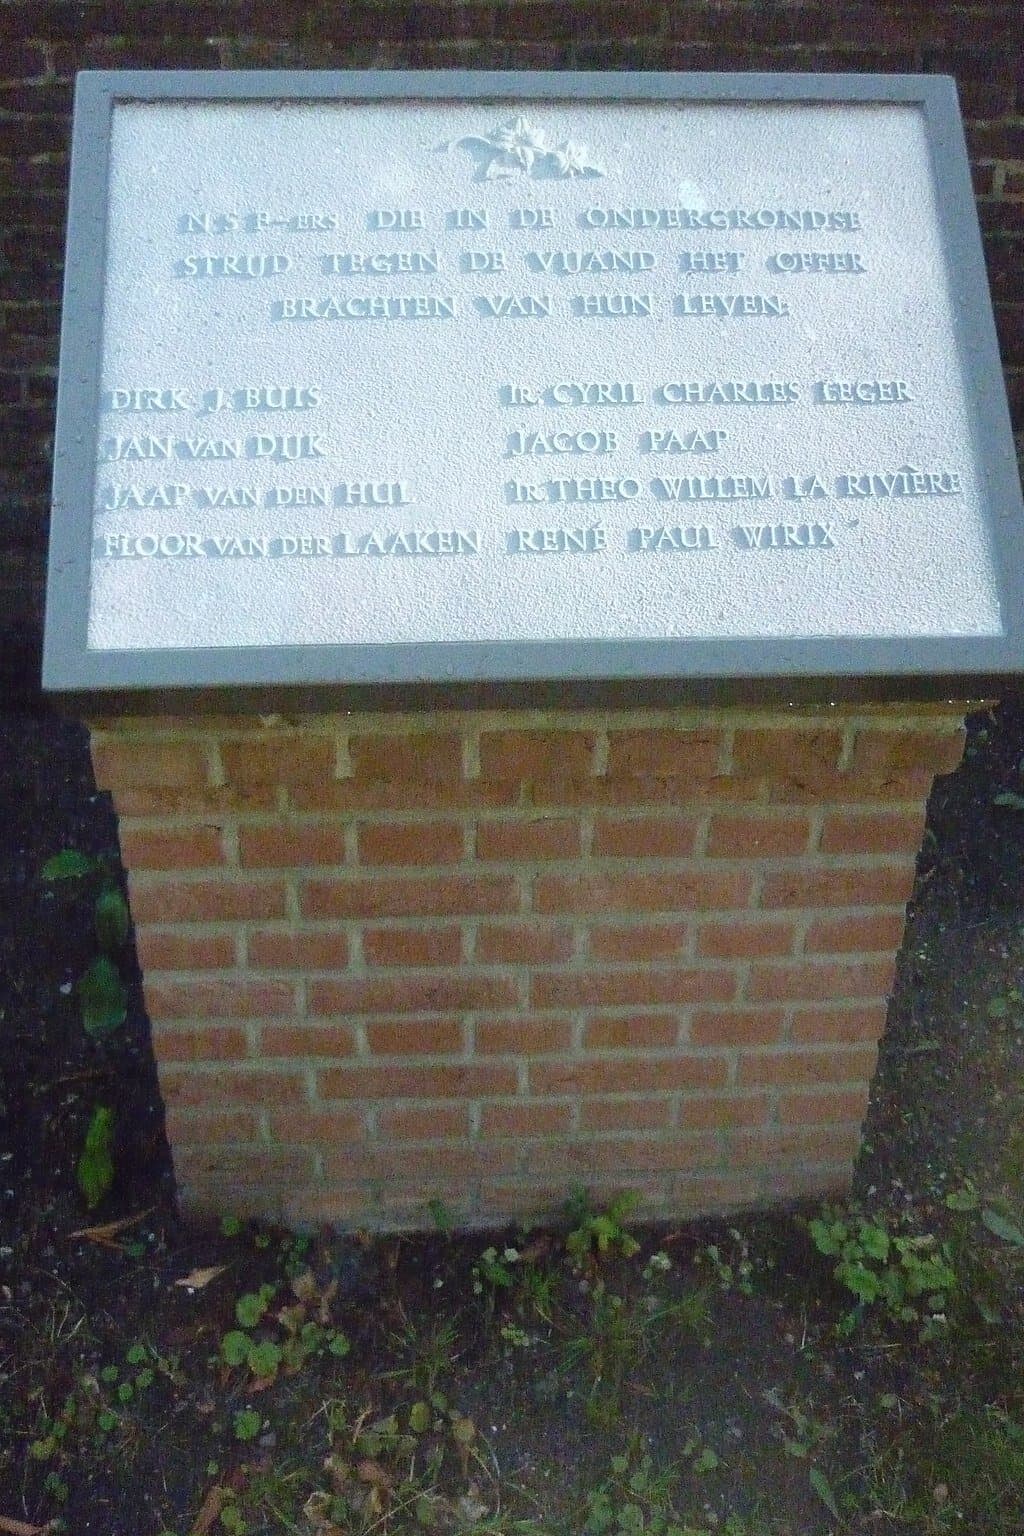 N.S.F-ERS DIE IN DE ONDERGRONDSE
STRIJD TEGEN DE VIJAND HET OFFER
BRACHTEN VAN HUN LEVEN:
DIRK J. BUIS
JAN VAN DIJK
JAAP VAN DEN HUL
FLOOR VAN DER LAAKEN
IR. CYRIL CHARLES LEGER
JACOB PAAP
IR. THEO WILLEM LA RIVIÈRE
RENÉ PAUL WIRIX